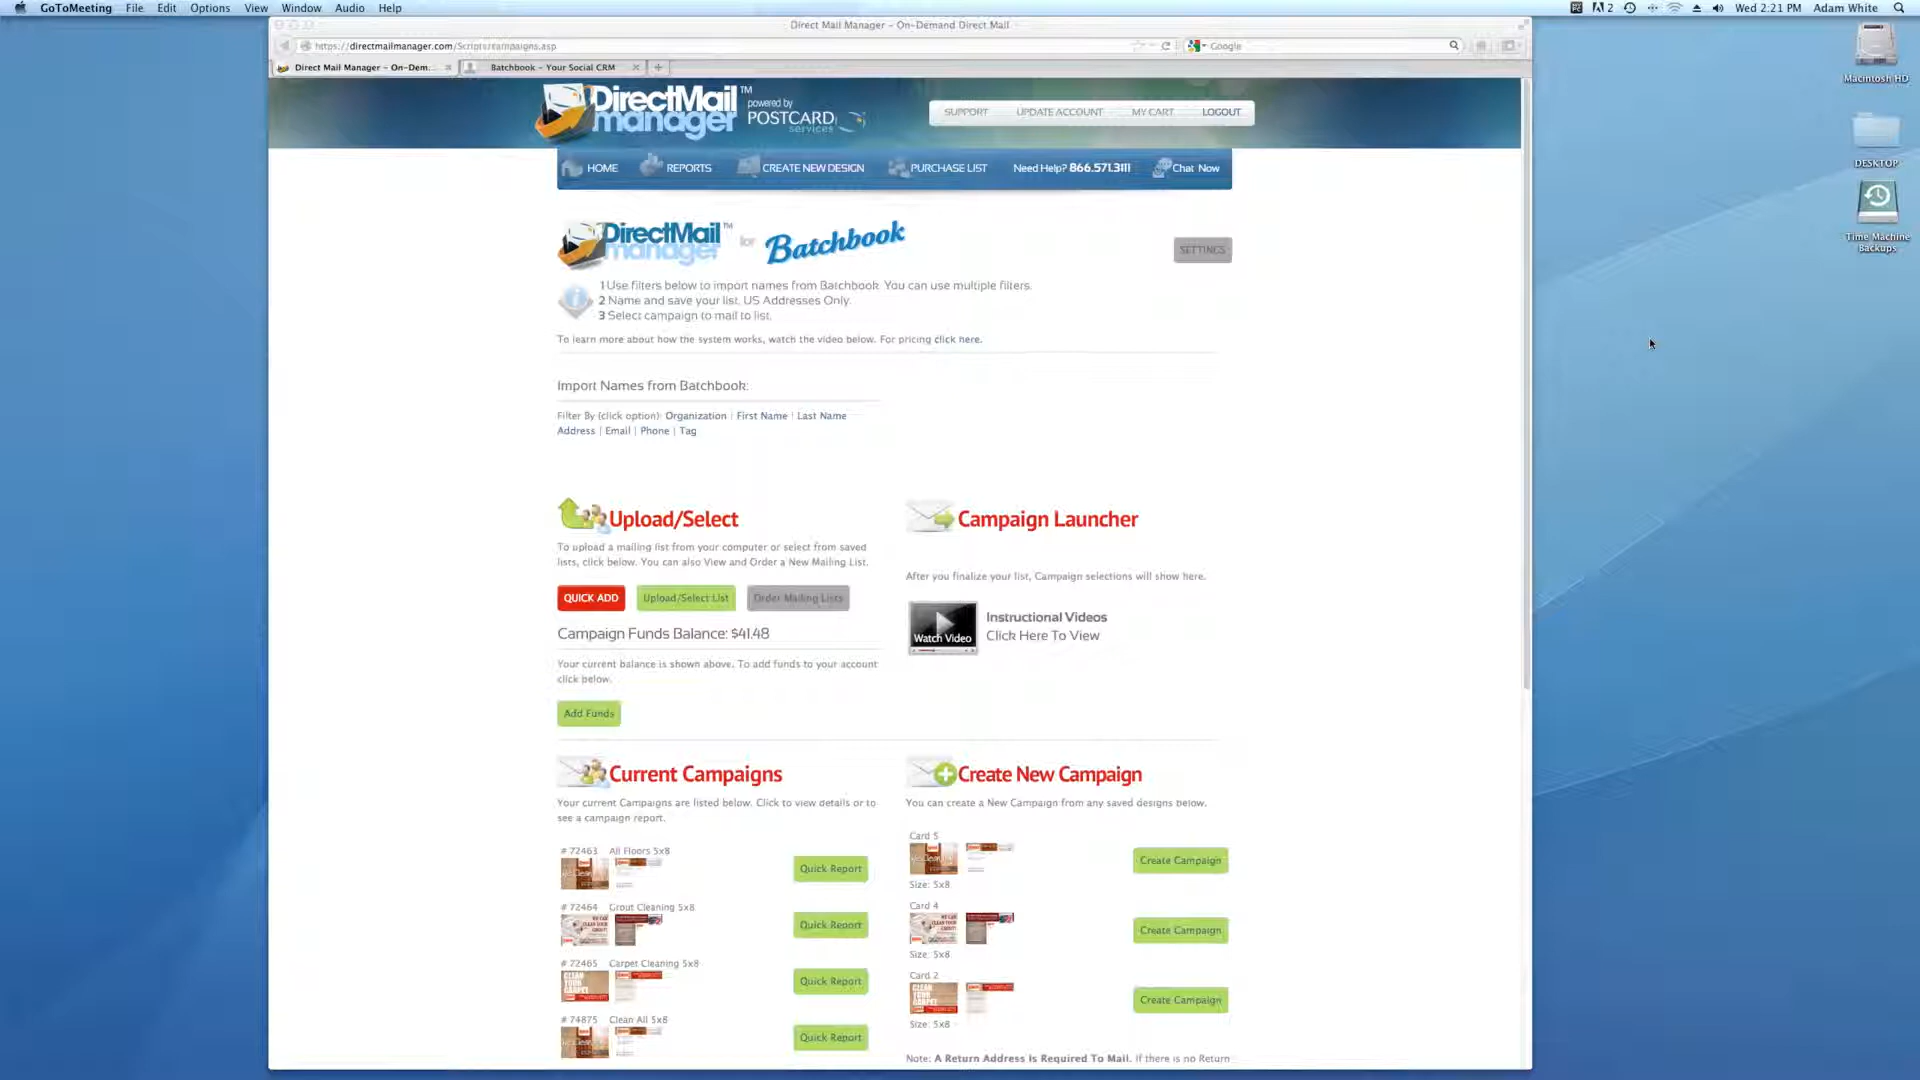 GoToMeeting File Edit Options View Window Audio Help
2 Wed 2:21 PM Adam White
Direct Mail Manager - On-Demand Direct Mail
https://directmailmanager.com/Scripts/campaigns.asp
Google
Direct Mail Manager - On-Dem...
Batchbook - Your Social CRM
Macintosh HD
DESKTOP
Time Machine
Backups
DirectMail™
manager
powered by
POSTCARD
services
SUPPORT UPDATE ACCOUNT MY CART LOGOUT
HOME REPORTS CREATE NEW DESIGN PURCHASE LIST Need Help? 866.571.3111 Chat Now
DirectMail™
manager
for Batchbook
SETTINGS
1 Use filters below to import names from Batchbook. You can use multiple filters.
2 Name and save your list. US Addresses Only.
3 Select campaign to mail to list.
To learn more about how the system works, watch the video below. For pricing click here.
Import Names from Batchbook:
Filter By (click option): Organization | First Name | Last Name
Address | Email | Phone | Tag
Upload/Select
To upload a mailing list from your computer or select from saved
lists, click below. You can also View and Order a New Mailing List.
QUICK ADD Upload/Select List Order Mailing Lists
Campaign Funds Balance: $41.48
Your current balance is shown above. To add funds to your account
click below.
Add Funds
Campaign Launcher
After you finalize your list, Campaign selections will show here.
Watch Video
Instructional Videos
Click Here To View
Current Campaigns
Your current Campaigns are listed below. Click to view details or to
see a campaign report.
# 72463 All Floors 5x8
Quick Report
# 72464 Grout Cleaning 5x8
Quick Report
# 72465 Carpet Cleaning 5x8
CLEAN
YOUR
CARPET
Quick Report
# 74875 Clean All 5x8
Quick Report
Create New Campaign
You can create a New Campaign from any saved designs below.
Card 5
Create Campaign
Size: 5x8
Card 4
Create Campaign
Size: 5x8
Card 2
CLEAN
YOUR
CARPET
Create Campaign
Size: 5x8
Note: A Return Address Is Required To Mail. If there is no Return